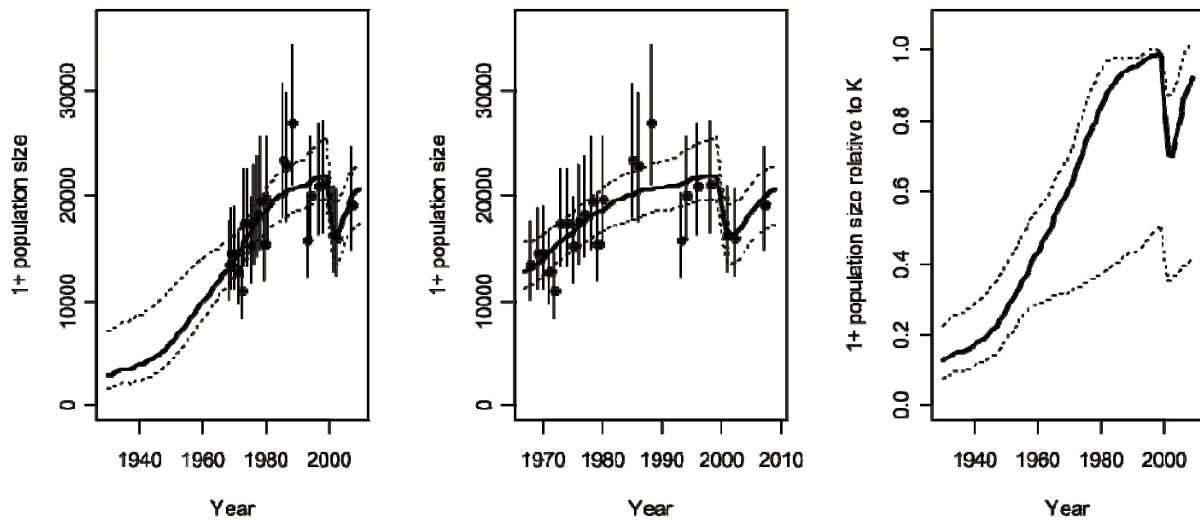 1+ population size
30000
20000
10000
0
1940 1960 1980 2000
Year
1+ population size
30000
20000
10000
0
1970 1980 1990 2000 2010
Year
1+ population size relative to K
1.0
0.8
0.6
0.4
0.2
0.0
1940 1960 1980 2000
Year